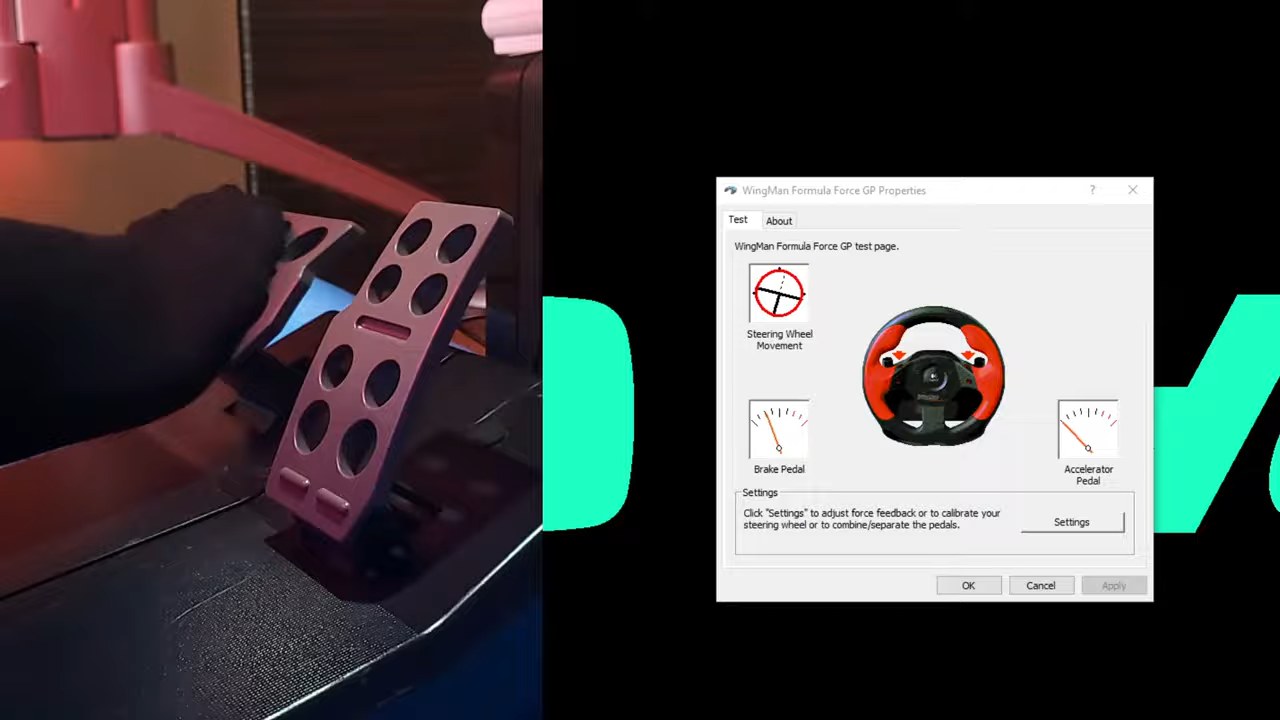 WingMan Formula Force GP Properties
Test
About
WingMan Formula Force GP test page.
Steering Wheel
Movement
Brake Pedal
Accelerator
Pedal
Settings
Click "Settings" to adjust force feedback or to calibrate your
steering wheel or to combine/separate the pedals.
Settings
OK
Cancel
Apply